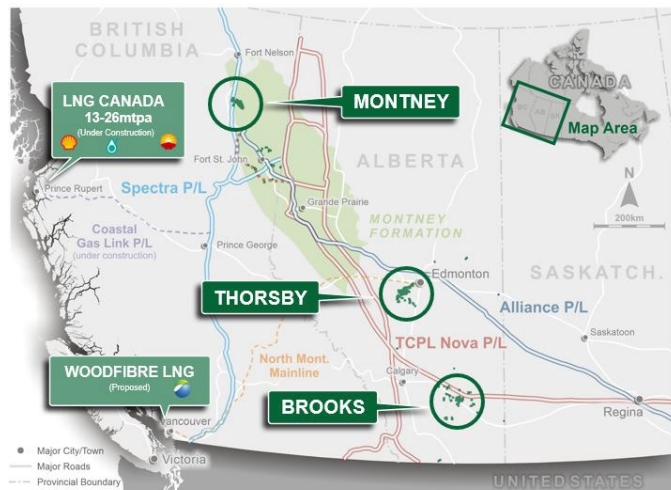 BRITISH
COLUMBIA
Fort Nelson
LNG CANADA
13-26mtpa
(Under Construction)
MONTNEY
CANADA
BC
AB
SK
Map Area
N
200km
Fort St. John
ALBERTA
Prince Rupert
Spectra P/L
Grande Prairie
MONTNEY
FORMATION
Coastal
Gas Link P/L
(under construction)
Prince George
SASKATCH.
Edmonton
THORSBY
Alliance P/L
TCPL Nova P/L
Saskatoon
North Mont.
Mainline
Calgary
WOODFIBRE LNG
(Proposed)
BROOKS
Regina
Vancouver
Major City/Town
Victoria
Major Roads
Provincial Boundary
UNITED STATES